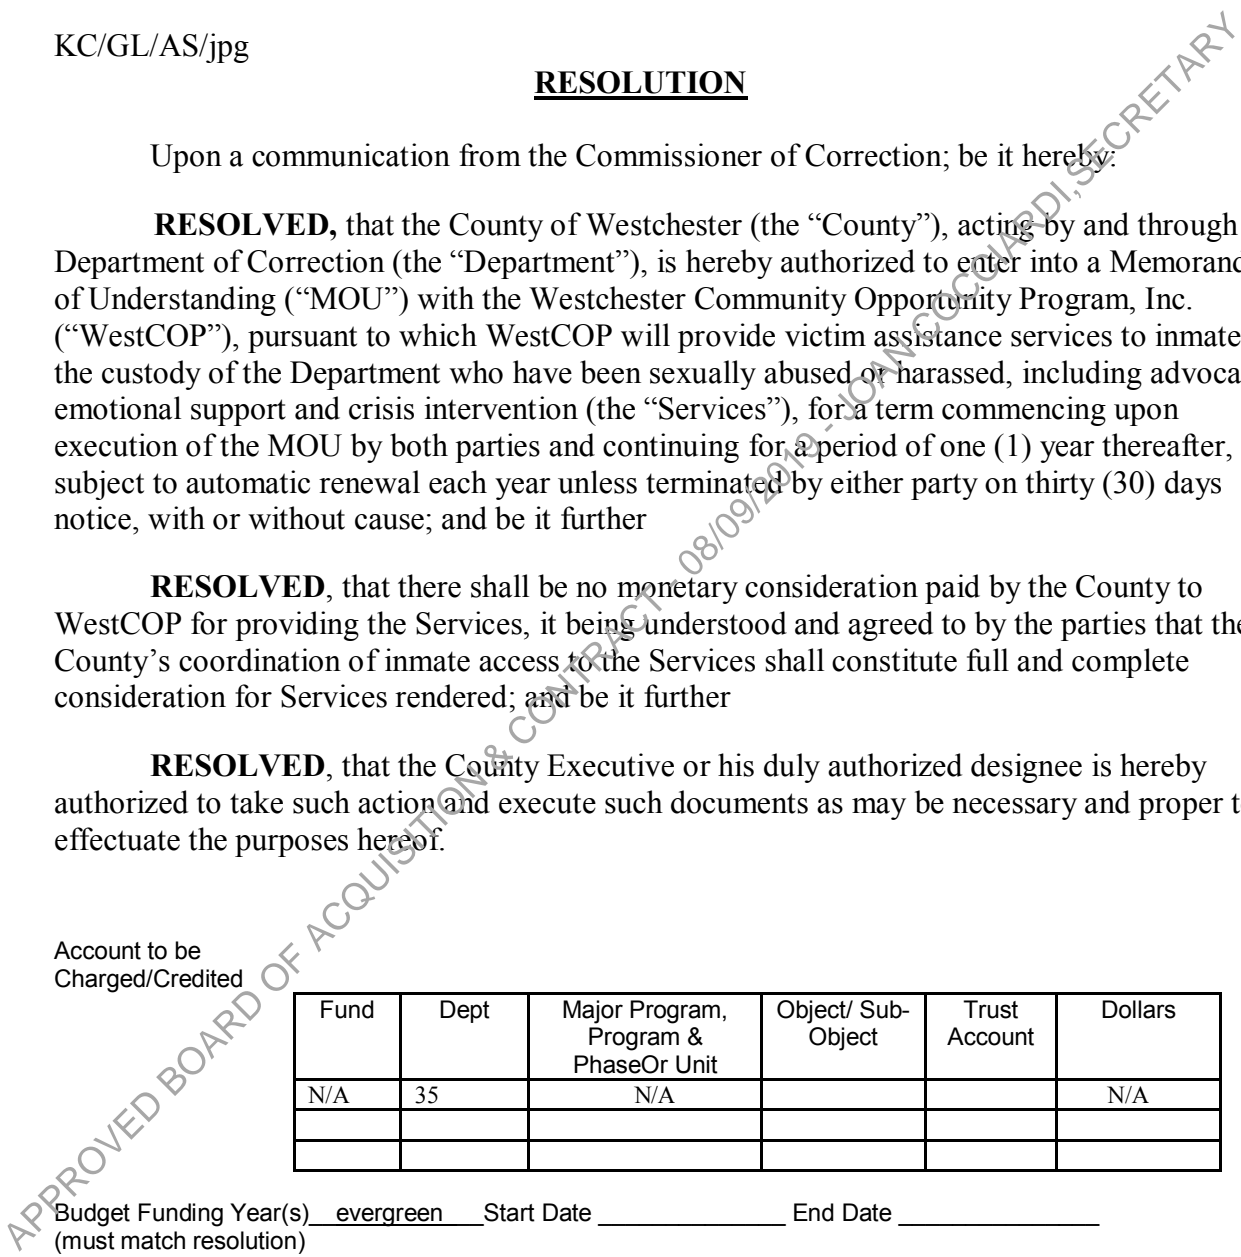 KC/GL/AS/jpg
RESOLUTION
Upon a communication from the Commissioner of Correction; be it hereby:
RESOLVED, that the County of Westchester (the “County”), acting by and through
Department of Correction (the “Department”), is hereby authorized to enter into a Memorand
of Understanding (“MOU”) with the Westchester Community Opportunity Program, Inc.
(“WestCOP”), pursuant to which WestCOP will provide victim assistance services to inmate
the custody of the Department who have been sexually abused or harassed, including advoca
emotional support and crisis intervention (the “Services”), for a term commencing upon
execution of the MOU by both parties and continuing for a period of one (1) year thereafter,
subject to automatic renewal each year unless terminated by either party on thirty (30) days
notice, with or without cause; and be it further
RESOLVED, that there shall be no monetary consideration paid by the County to
WestCOP for providing the Services, it being understood and agreed to by the parties that the
County’s coordination of inmate access to the Services shall constitute full and complete
consideration for Services rendered; and be it further
RESOLVED, that the County Executive or his duly authorized designee is hereby
authorized to take such action and execute such documents as may be necessary and proper t
effectuate the purposes hereof.
Account to be
Charged/Credited
Fund Dept Major Program, Object/ Sub- Trust Dollars
Program & Object Account
PhaseOr Unit
N/A 35 N/A N/A
Budget Funding Year(s) evergreen Start Date End Date
(must match resolution)
APPROVED BOARD OF ACQUISITION & CONTRACT - 08/09/2019 - JOAN COCCIARDI, SECRETARY